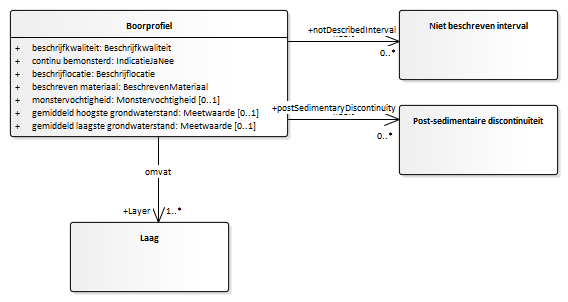 Boorprofiel
+ beschrijfkwaliteit: Beschrijfkwaliteit
+ continu bemonsterd: IndicatieJaNee
+ beschrijflocatie: Beschrijflocatie
+ beschreven materiaal: BeschrevenMateriaal
+ monstervochtigheid: Monstervochtigheid [0..1]
+ gemiddeld hoogste grondwaterstand: Meetwaarde [0..1]
+ gemiddeld laagste grondwaterstand: Meetwaarde [0..1]
+notDescribedInterval
0..*
Niet beschreven interval
+postSedimentaryDiscontinuity
0..*
Post-sedimentaire discontinuïteit
omvat
+Layer
1..*
Laag